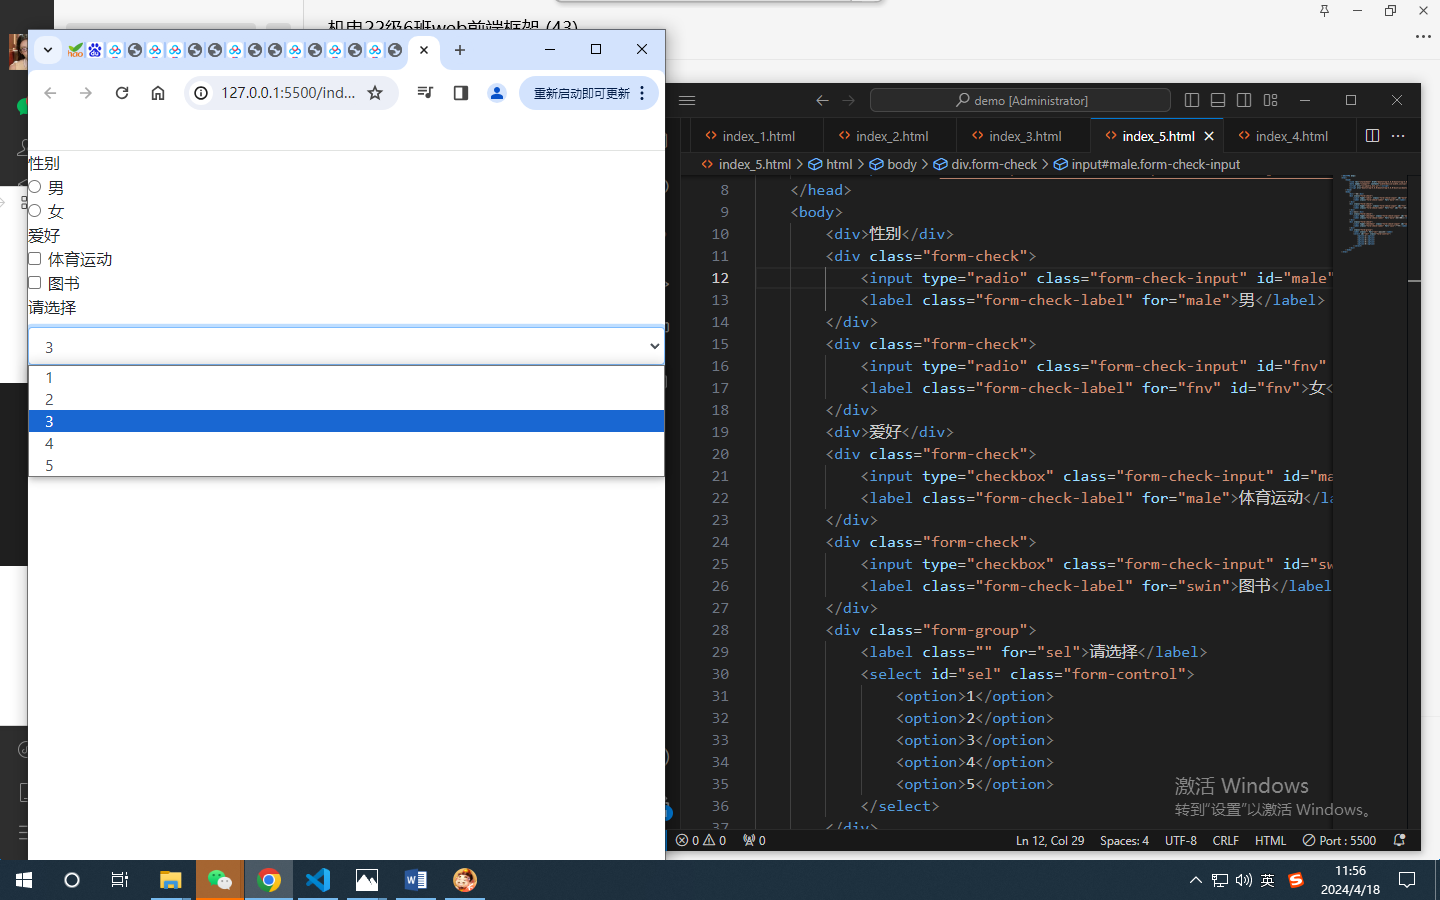 机电22级6班web前端框架 (43)
127.0.0.1:5500/ind...
重新启动即可更新
性别
男
女
爱好
体育运动
图书
请选择
3
1
2
3
4
5
demo [Administrator]
index_1.html
index_2.html
index_3.html
index_5.html
index_4.html
index_5.html > html > body > div.form-check > input#male.form-check-input
8 </head>
9 <body>
10 <div>性别</div>
11 <div class="form-check">
12 <input type="radio" class="form-check-input" id="male"
13 <label class="form-check-label" for="male">男</label>
14 </div>
15 <div class="form-check">
16 <input type="radio" class="form-check-input" id="fnv"
17 <label class="form-check-label" for="fnv" id="fnv">女<
18 </div>
19 <div>爱好</div>
20 <div class="form-check">
21 <input type="checkbox" class="form-check-input" id="ma
22 <label class="form-check-label" for="male">体育运动</la
23 </div>
24 <div class="form-check">
25 <input type="checkbox" class="form-check-input" id="sw
26 <label class="form-check-label" for="swin">图书</label
27 </div>
28 <div class="form-group">
29 <label class="" for="sel">请选择</label>
30 <select id="sel" class="form-control">
31 <option>1</option>
32 <option>2</option>
33 <option>3</option>
34 <option>4</option>
35 <option>5</option>
36 </select>
37 </div>
激活 Windows
转到“设置”以激活 Windows。
0 0 0
Ln 12, Col 29
Spaces: 4
UTF-8
CRLF
HTML
Port : 5500
英
11:56
2024/4/18